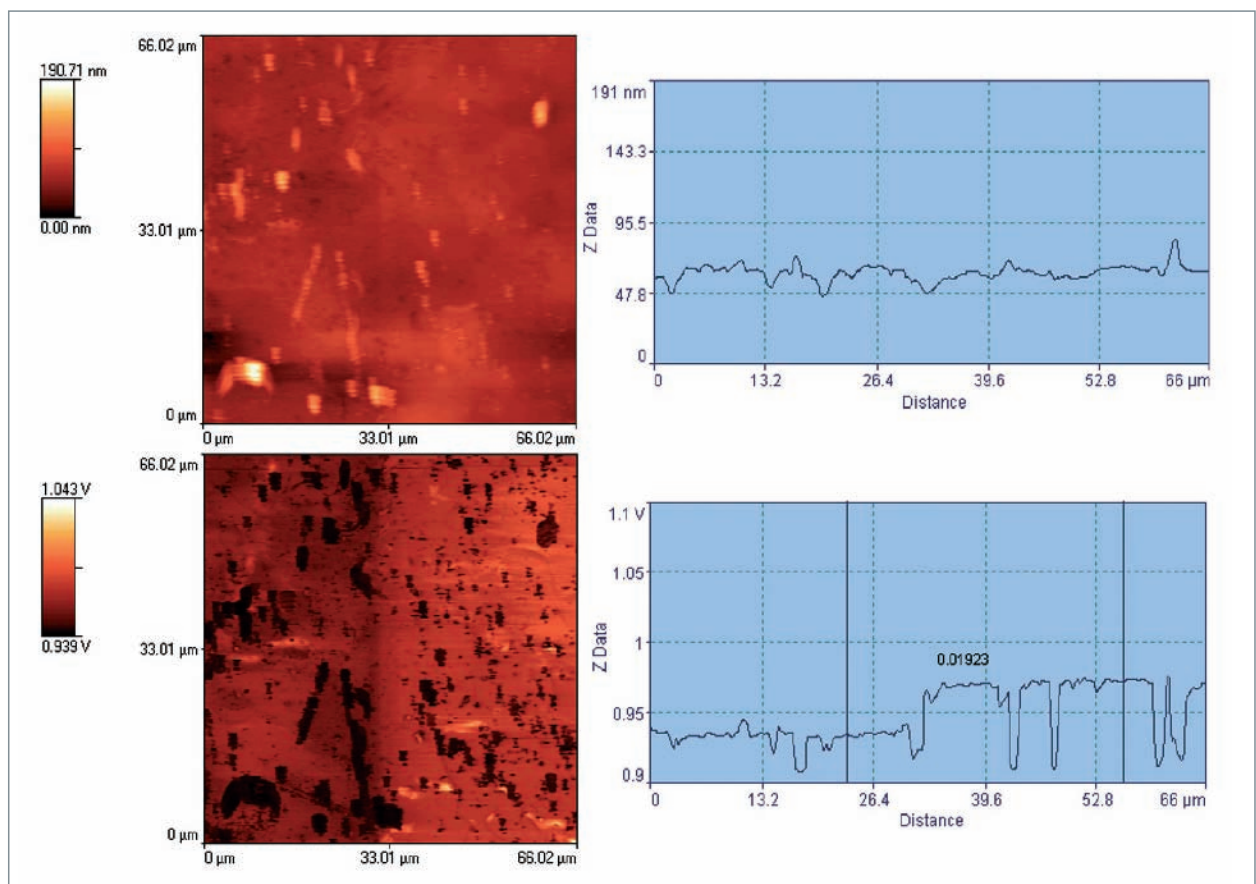 66.02 µm
190.71 nm
0.00 nm
33.01 µm
0 µm
0 µm
33.01 µm
66.02 µm
191 nm
143.3
95.5
47.8
0
Z Data
0
13.2
26.4
39.6
52.8
66 µm
Distance
66.02 µm
1.043 V
0.939 V
33.01 µm
0 µm
0 µm
33.01 µm
66.02 µm
1.1 V
1.05
1
0.95
0.9
Z Data
0.01923
0
13.2
26.4
39.6
52.8
66 µm
Distance